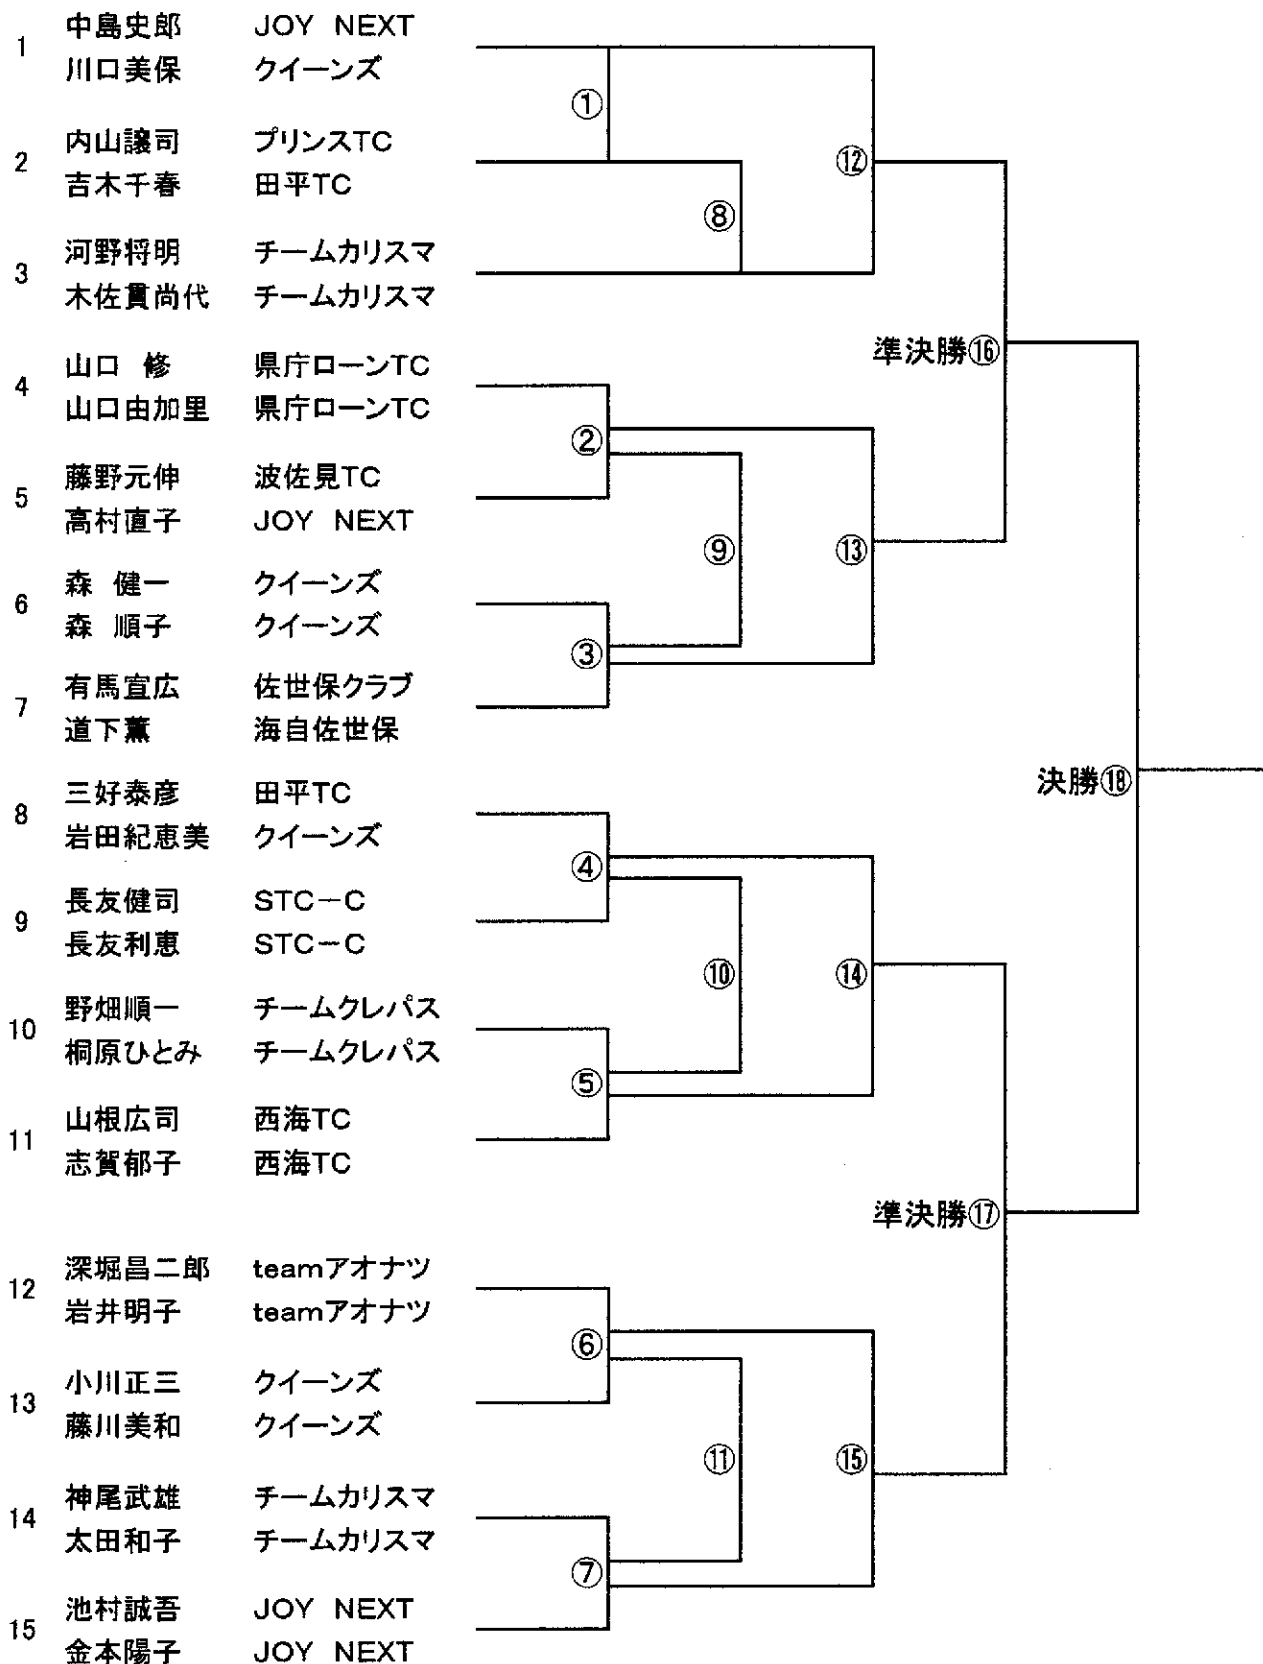 中島史郎 JOY NEXT
1
川口美保 クイーンズ
①
内山譲司 プリンスTC
2
⑫
吉木千春 田平TC
⑧
河野将明 チームカリスマ
3
木佐貫尚代 チームカリスマ
準決勝⑯
山口 修 県庁ローンTC
4
山口由加里 県庁ローンTC
②
藤野元伸 波佐見TC
5
高村直子 JOY NEXT
⑨ ⑬
森 健一 クイーンズ
6
森 順子 クイーンズ
③
有馬宣広 佐世保クラブ
7
道下薫 海自佐世保
決勝⑱
三好泰彦 田平TC
8
岩田紀恵美 クイーンズ
④
長友健司 STC－C
9
長友利恵 STC－C
⑩ ⑭
野畑順一 チームクレパス
10
桐原ひとみ チームクレパス
⑤
山根広司 西海TC
11
志賀郁子 西海TC
準決勝⑰
深堀昌二郎 teamアオナツ
12
岩井明子 teamアオナツ
⑥
小川正三 クイーンズ
13
藤川美和 クイーンズ
⑪ ⑮
神尾武雄 チームカリスマ
14
太田和子 チームカリスマ
⑦
池村誠吾 JOY NEXT
15
金本陽子 JOY NEXT